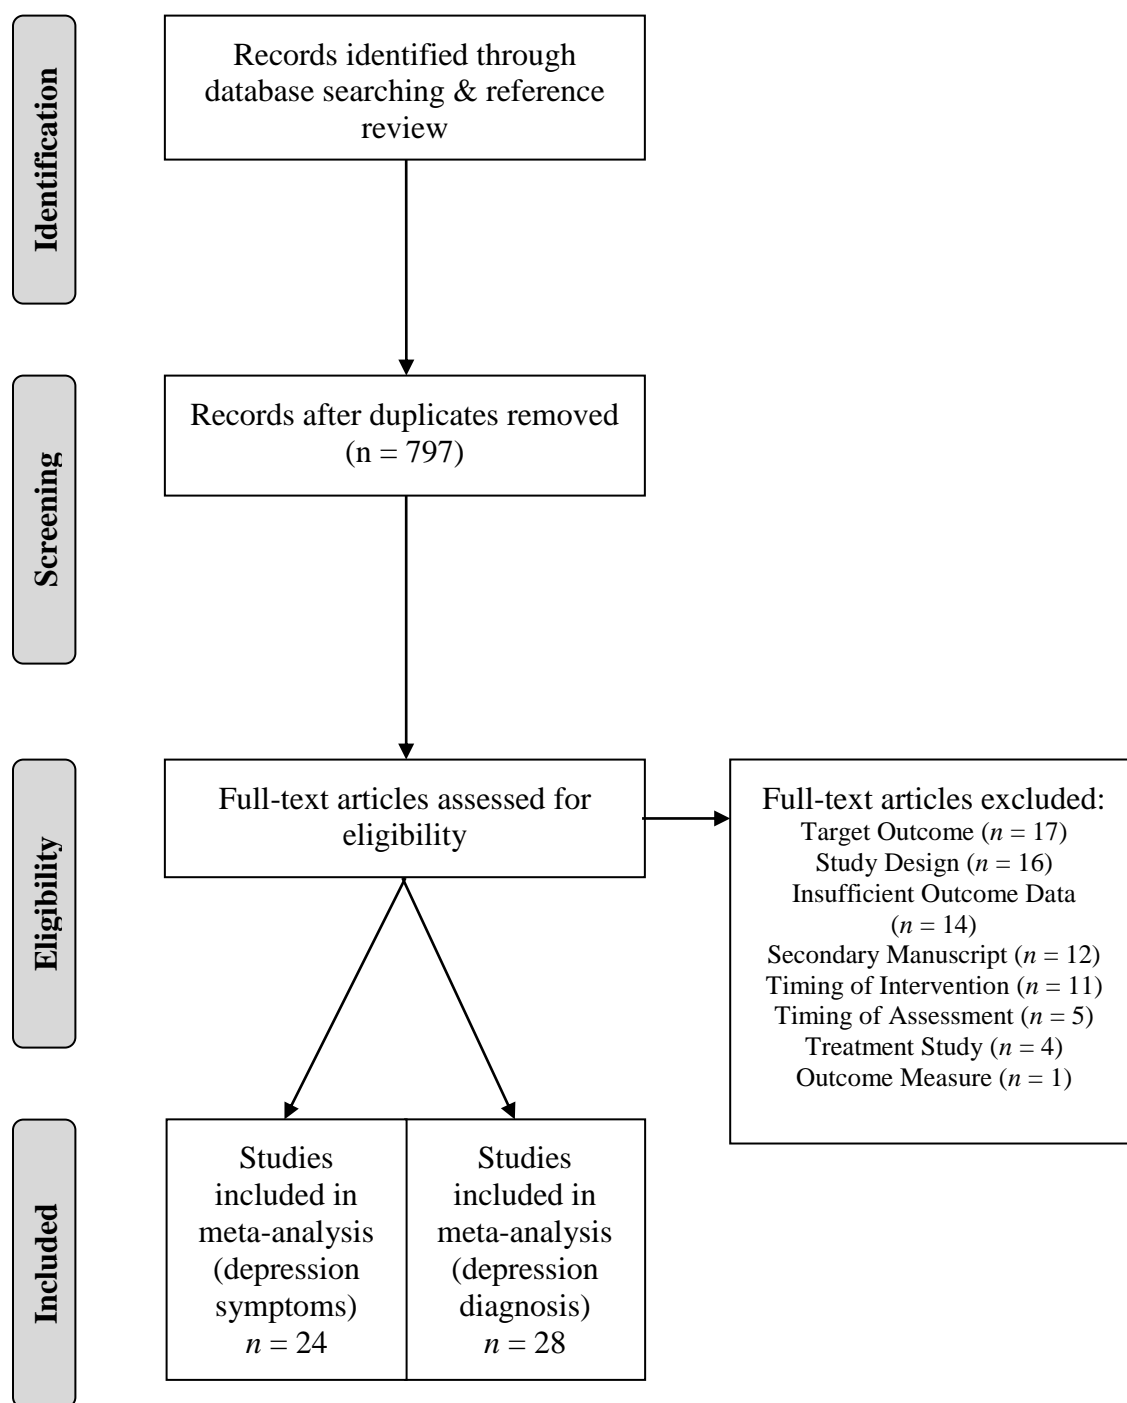 Identification
Records identified through
database searching & reference
review
Screening
Records after duplicates removed
(n = 797)
Eligibility
Full-text articles assessed for
eligibility
Full-text articles excluded:
Target Outcome (n = 17)
Study Design (n = 16)
Insufficient Outcome Data
(n = 14)
Secondary Manuscript (n = 12)
Timing of Intervention (n = 11)
Timing of Assessment (n = 5)
Treatment Study (n = 4)
Outcome Measure (n = 1)
Included
Studies
included in
meta-analysis
(depression
symptoms)
n = 24
Studies
included in
meta-analysis
(depression
diagnosis)
n = 28